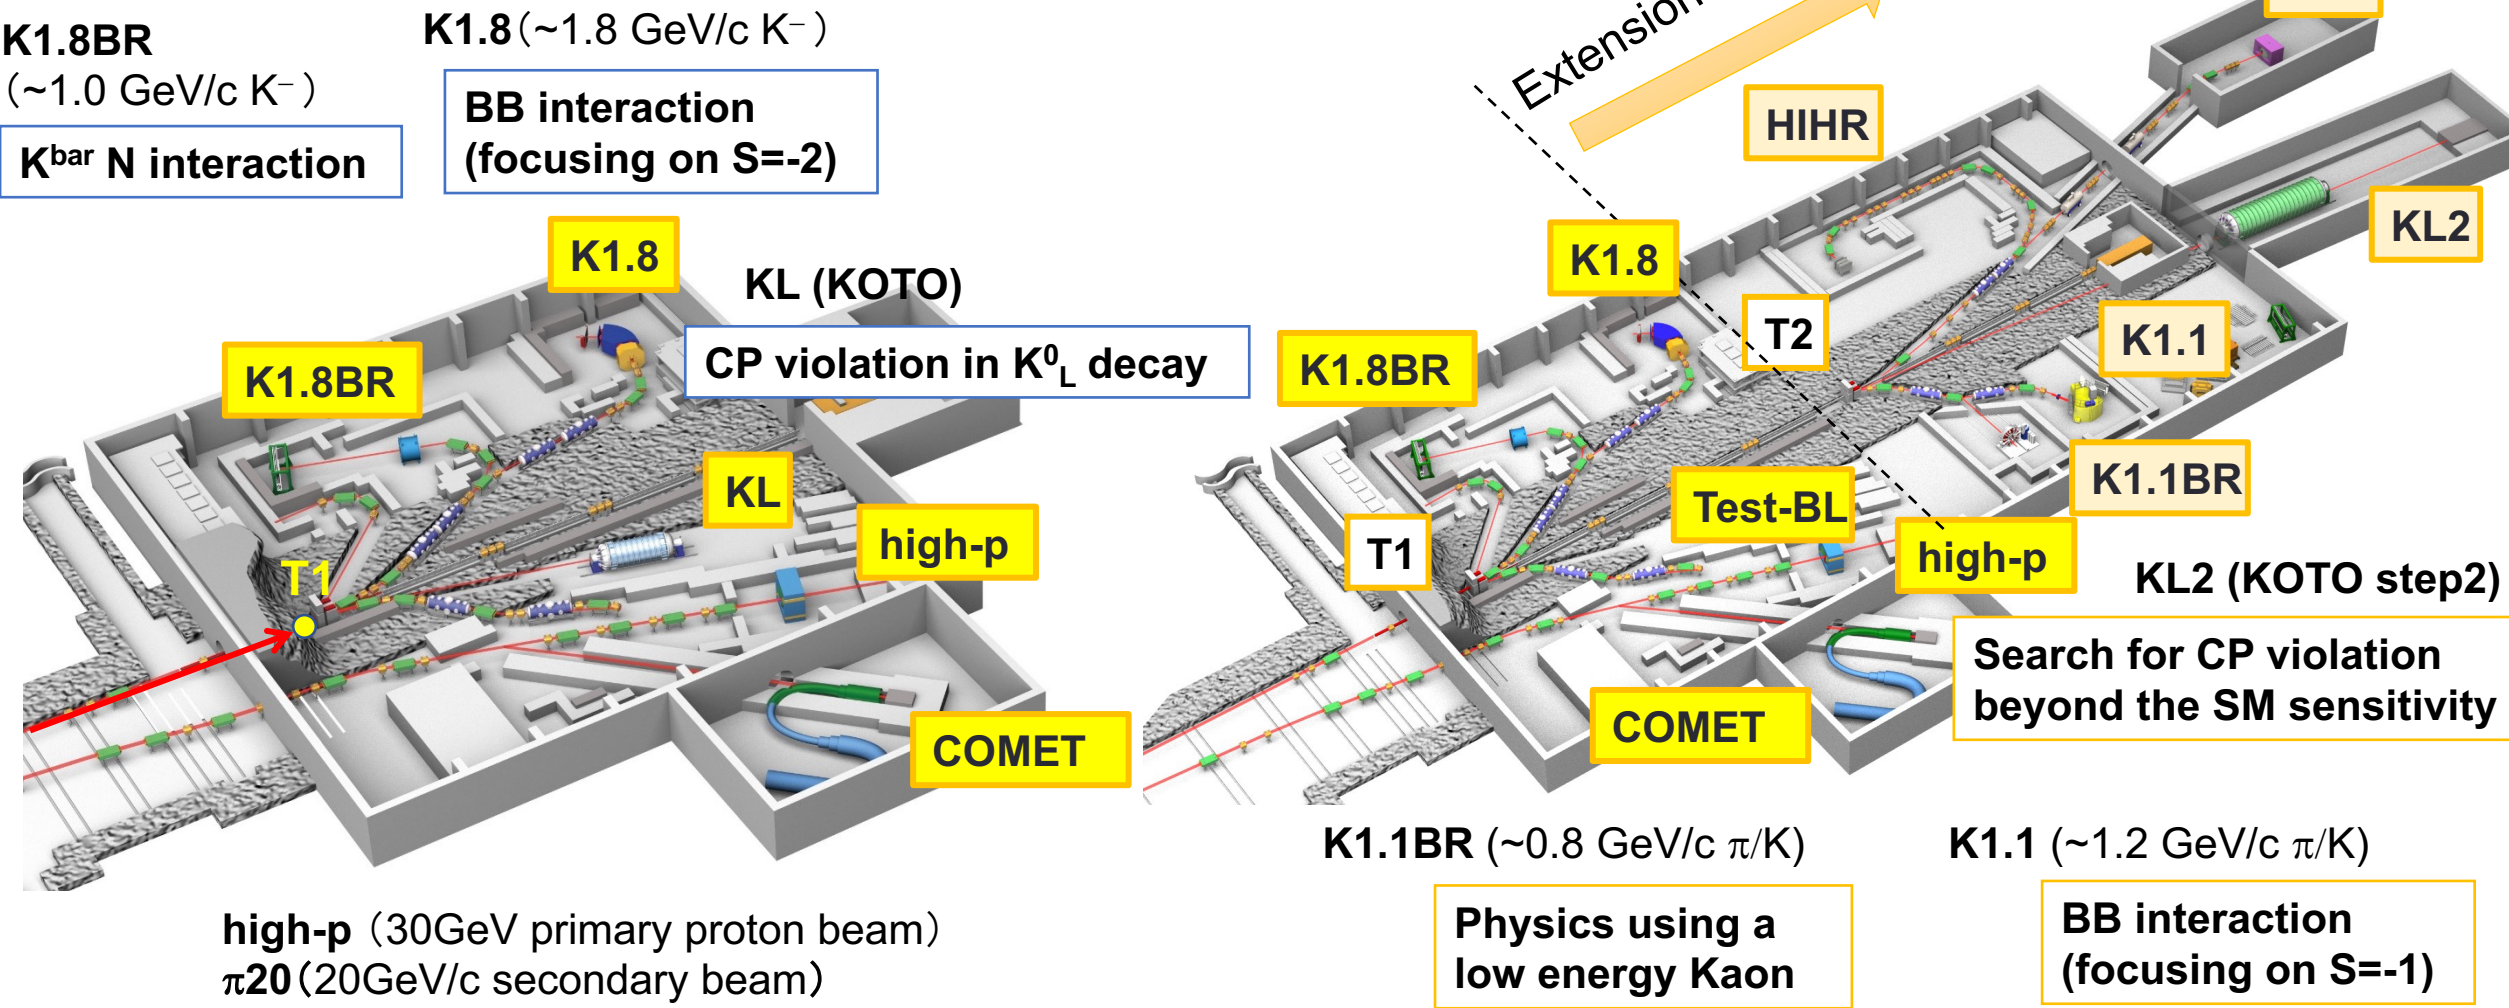 K1.8BR
(~1.0 GeV/c K⁻)
K^bar N interaction
K1.8 (~1.8 GeV/c K⁻)
BB interaction
(focusing on S=-2)
K1.8
KL (KOTO)
CP violation in K⁰_L decay
K1.8BR
KL
high-p
T1
COMET
high-p (30GeV primary proton beam)
π20 (20GeV/c secondary beam)
Extension
HIHR
K1.8
KL2
T2
K1.1
K1.8BR
K1.1BR
Test-BL
T1
high-p
KL2 (KOTO step2)
Search for CP violation
beyond the SM sensitivity
COMET
K1.1BR (~0.8 GeV/c π/K)
Physics using a
low energy Kaon
K1.1 (~1.2 GeV/c π/K)
BB interaction
(focusing on S=-1)